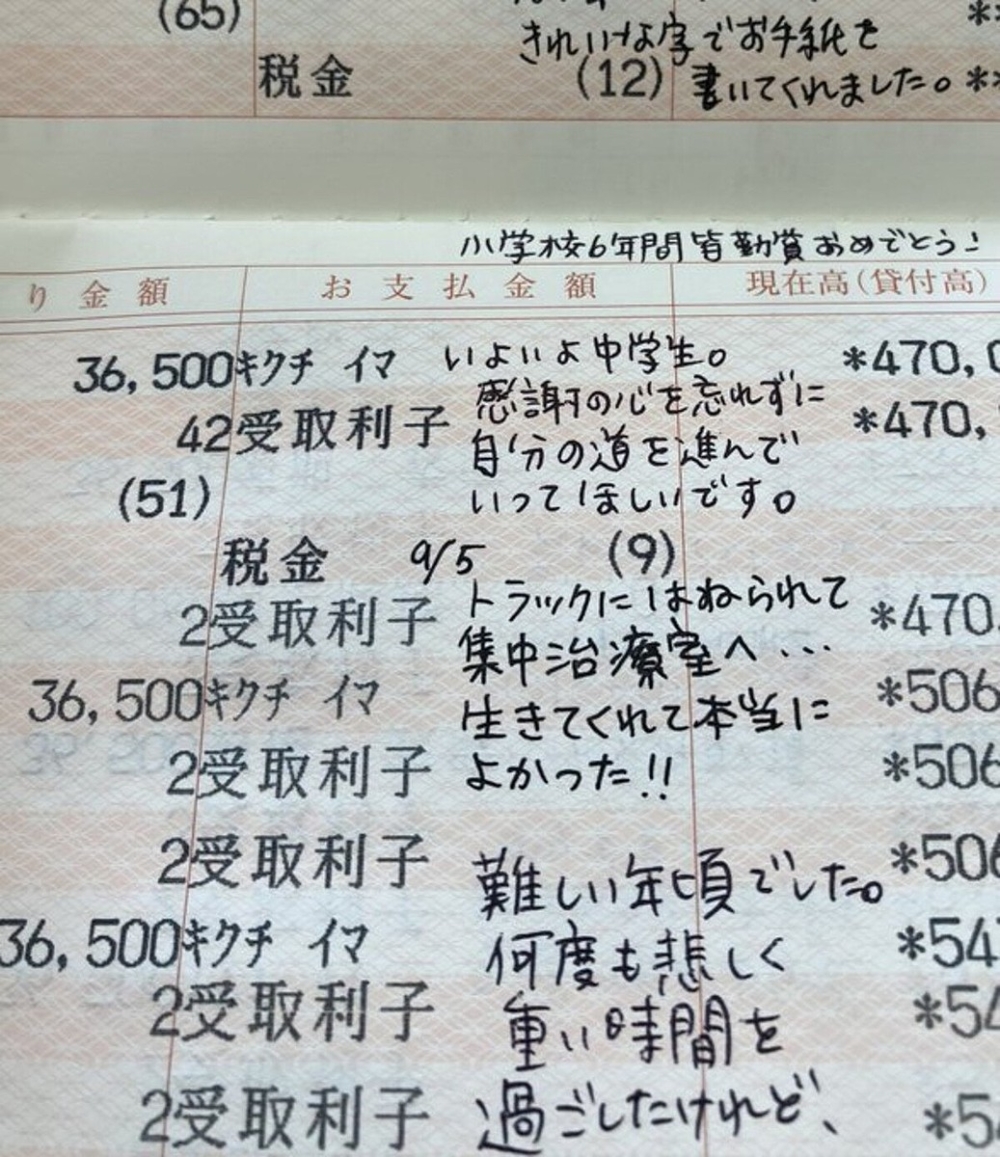 (65)
きれいな字でお手紙を
税金 (12) 書いてくれました。 **
小学校6年間皆勤賞おめでとう!
り金額 お支払金額 現在高(貸付高)
36,500ｷｸﾁ ｲﾏ いよいよ中学生。 *470,0
感謝の心を忘れずに
42受取利子 *470,
自分の道を進んで
(51) いってほしいです。
税金 9/5 (9)
2受取利子 トラックにはねられて *470
集中治療室へ…
36,500ｷｸﾁ ｲﾏ *506
生きてくれて本当に
2受取利子 よかった!! *506
2受取利子 難しい年頃でした。 *506
36,500ｷｸﾁ ｲﾏ 何度も悲しく *54
2受取利子 重い時間を *54
2受取利子 過ごしたけれど、 *5